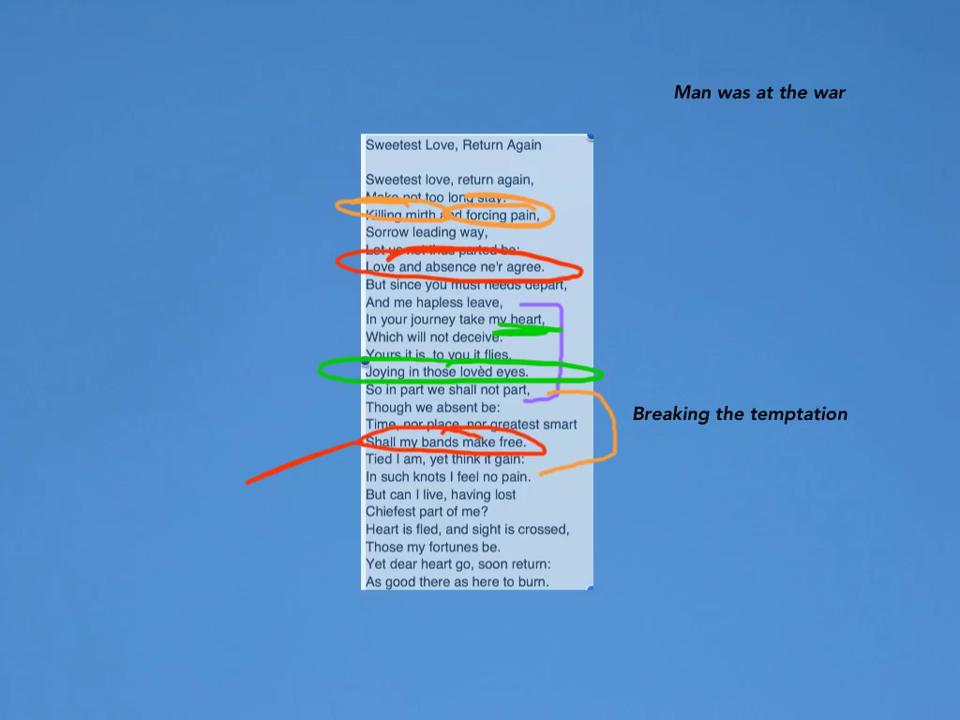 Man was at the war
Sweetest Love, Return Again
Sweetest love, return again,
Make not too long stay:
Killing mirth and forcing pain,
Sorrow leading way,
Let us not thus parted be:
Love and absence ne'r agree.
But since you must needs depart,
And me hapless leave,
In your journey take my heart,
Which will not deceive.
Yours it is, to you it flies,
Joying in those lovèd eyes.
So in part we shall not part,
Though we absent be:
Breaking the temptation
Time, nor place, nor greatest smart
Shall my bands make free.
Tied I am, yet think it gain:
In such knots I feel no pain.
But can I live, having lost
Chiefest part of me?
Heart is fled, and sight is crossed,
Those my fortunes be.
Yet dear heart go, soon return:
As good there as here to burn.